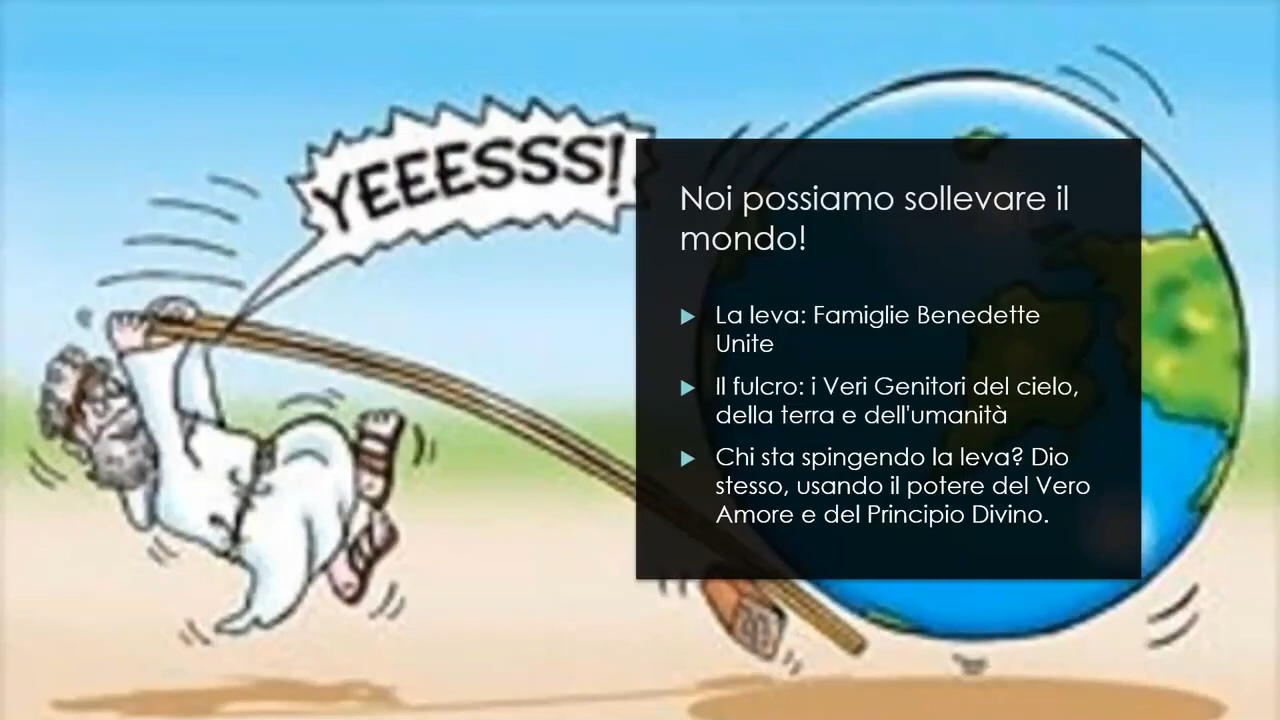 YEEESSS!
Noi possiamo sollevare il
mondo!
La leva: Famiglie Benedette
Unite
Il fulcro: i Veri Genitori del cielo,
della terra e dell'umanità
Chi sta spingendo la leva? Dio
stesso, usando il potere del Vero
Amore e del Principio Divino.